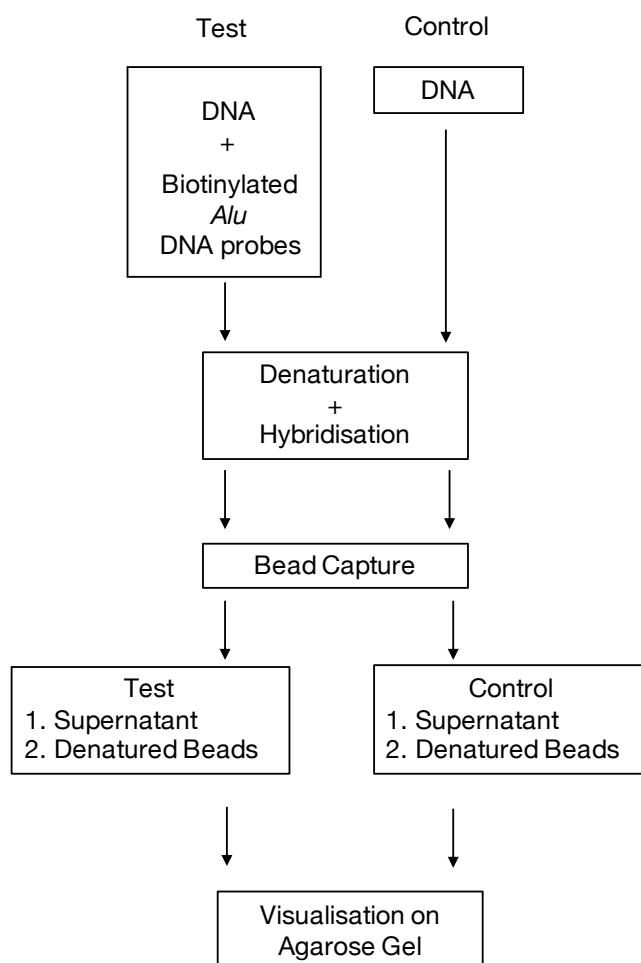 Test
Control
DNA
+
Biotinylated
Alu
DNA probes
DNA
Denaturation
+
Hybridisation
Bead Capture
Test
1. Supernatant
2. Denatured Beads
Control
1. Supernatant
2. Denatured Beads
Visualisation on
Agarose Gel